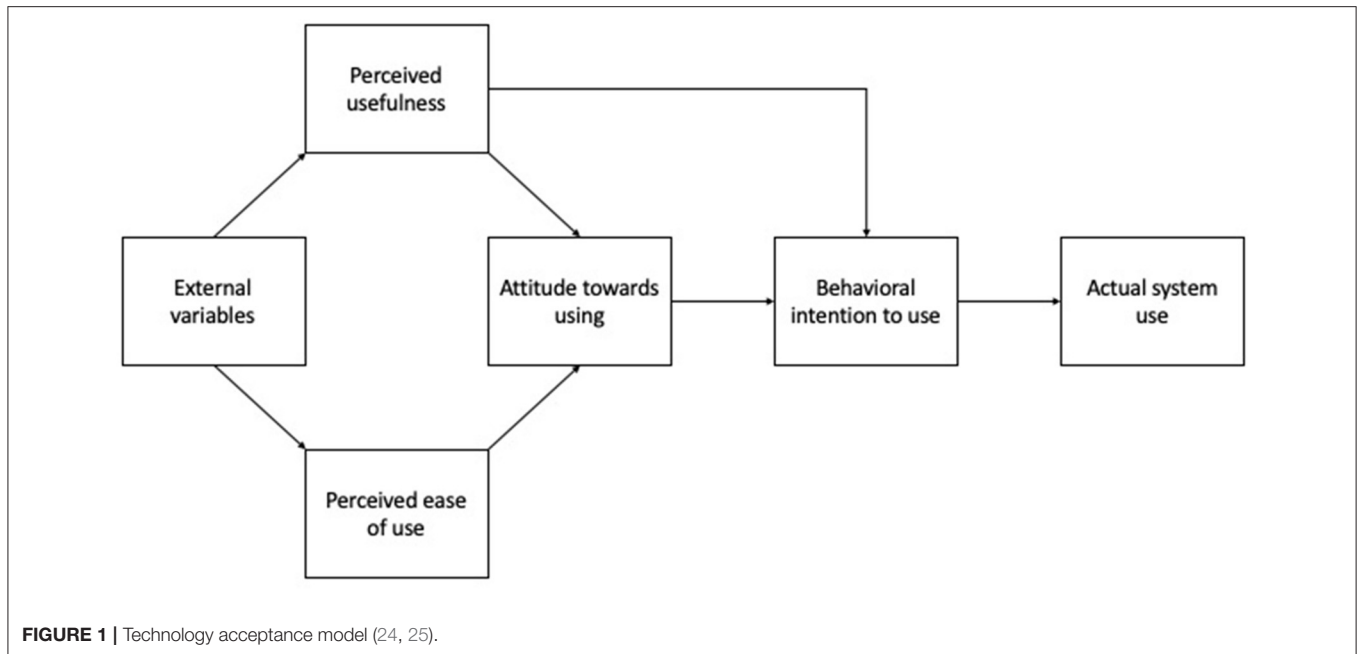 Perceived
usefulness
External
variables
Attitude towards
using
Behavioral
intention to use
Actual system
use
Perceived ease
of use
FIGURE 1 | Technology acceptance model (24, 25).